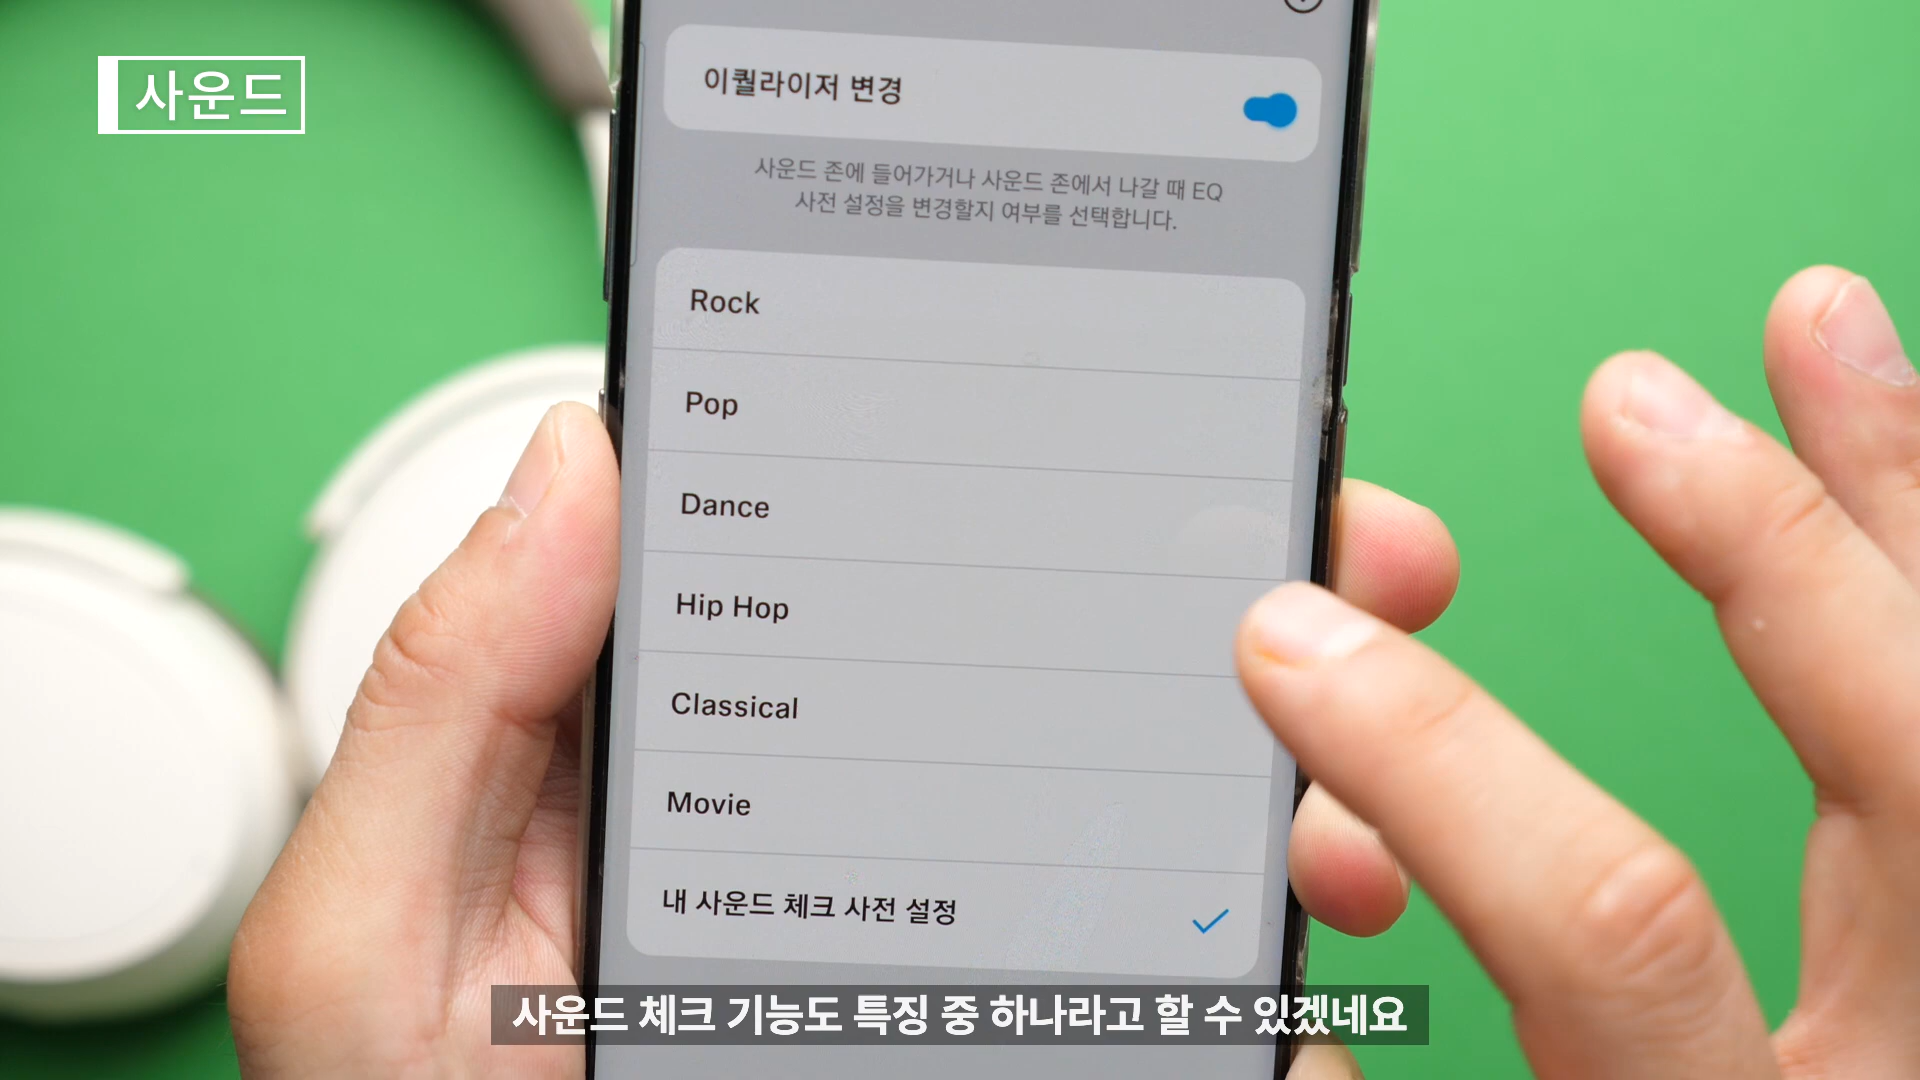 사운드
이퀄라이저 변경
사운드 존에 들어가거나 사운드 존에서 나갈 때 EQ
사전 설정을 변경할지 여부를 선택합니다.
Rock
Pop
Dance
Hip Hop
Classical
Movie
내 사운드 체크 사전 설정
사운드 체크 기능도 특징 중 하나라고 할 수 있겠네요